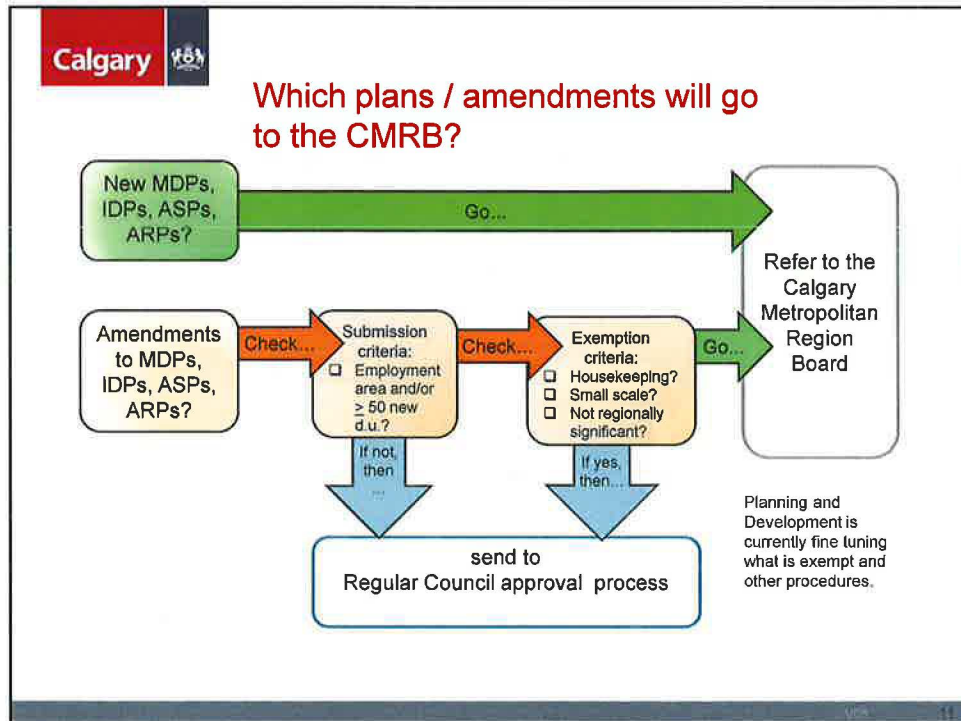 Calgary
Which plans / amendments will go
to the CMRB?
New MDPs,
IDPs, ASPs,
ARPs?
Go...
Refer to the
Calgary
Metropolitan
Region
Board
Amendments
to MDPs,
IDPs, ASPs,
ARPs?
Check...
Submission
criteria:
❑ Employment
area and/or
≥ 50 new
d.u.?
Check...
Exemption
criteria:
❑ Housekeeping?
❑ Small scale?
❑ Not regionally
significant?
Go...
If not,
then
...
If yes,
then...
send to
Regular Council approval process
Planning and
Development is
currently fine tuning
what is exempt and
other procedures.
11